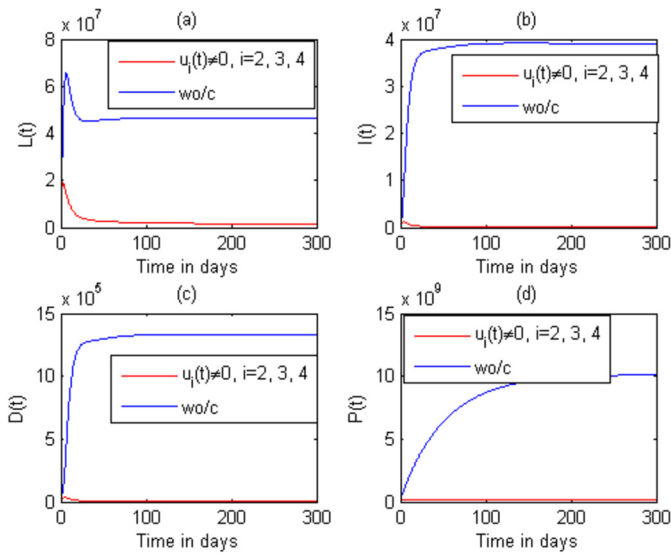 (a)
x 10^7
8
6
4
2
0
0 100 200 300
L(t)
Time in days
u_i(t)≠0, i=2, 3, 4
wo/c
(b)
x 10^7
4
3
2
1
0
0 100 200 300
I(t)
Time in days
u_i(t)≠0, i=2, 3, 4
wo/c
(c)
x 10^5
15
10
5
0
0 100 200 300
D(t)
Time in days
u_i(t)≠0, i=2, 3, 4
wo/c
(d)
x 10^9
15
10
5
0
0 100 200 300
P(t)
Time in days
u_i(t)≠0, i=2, 3, 4
wo/c